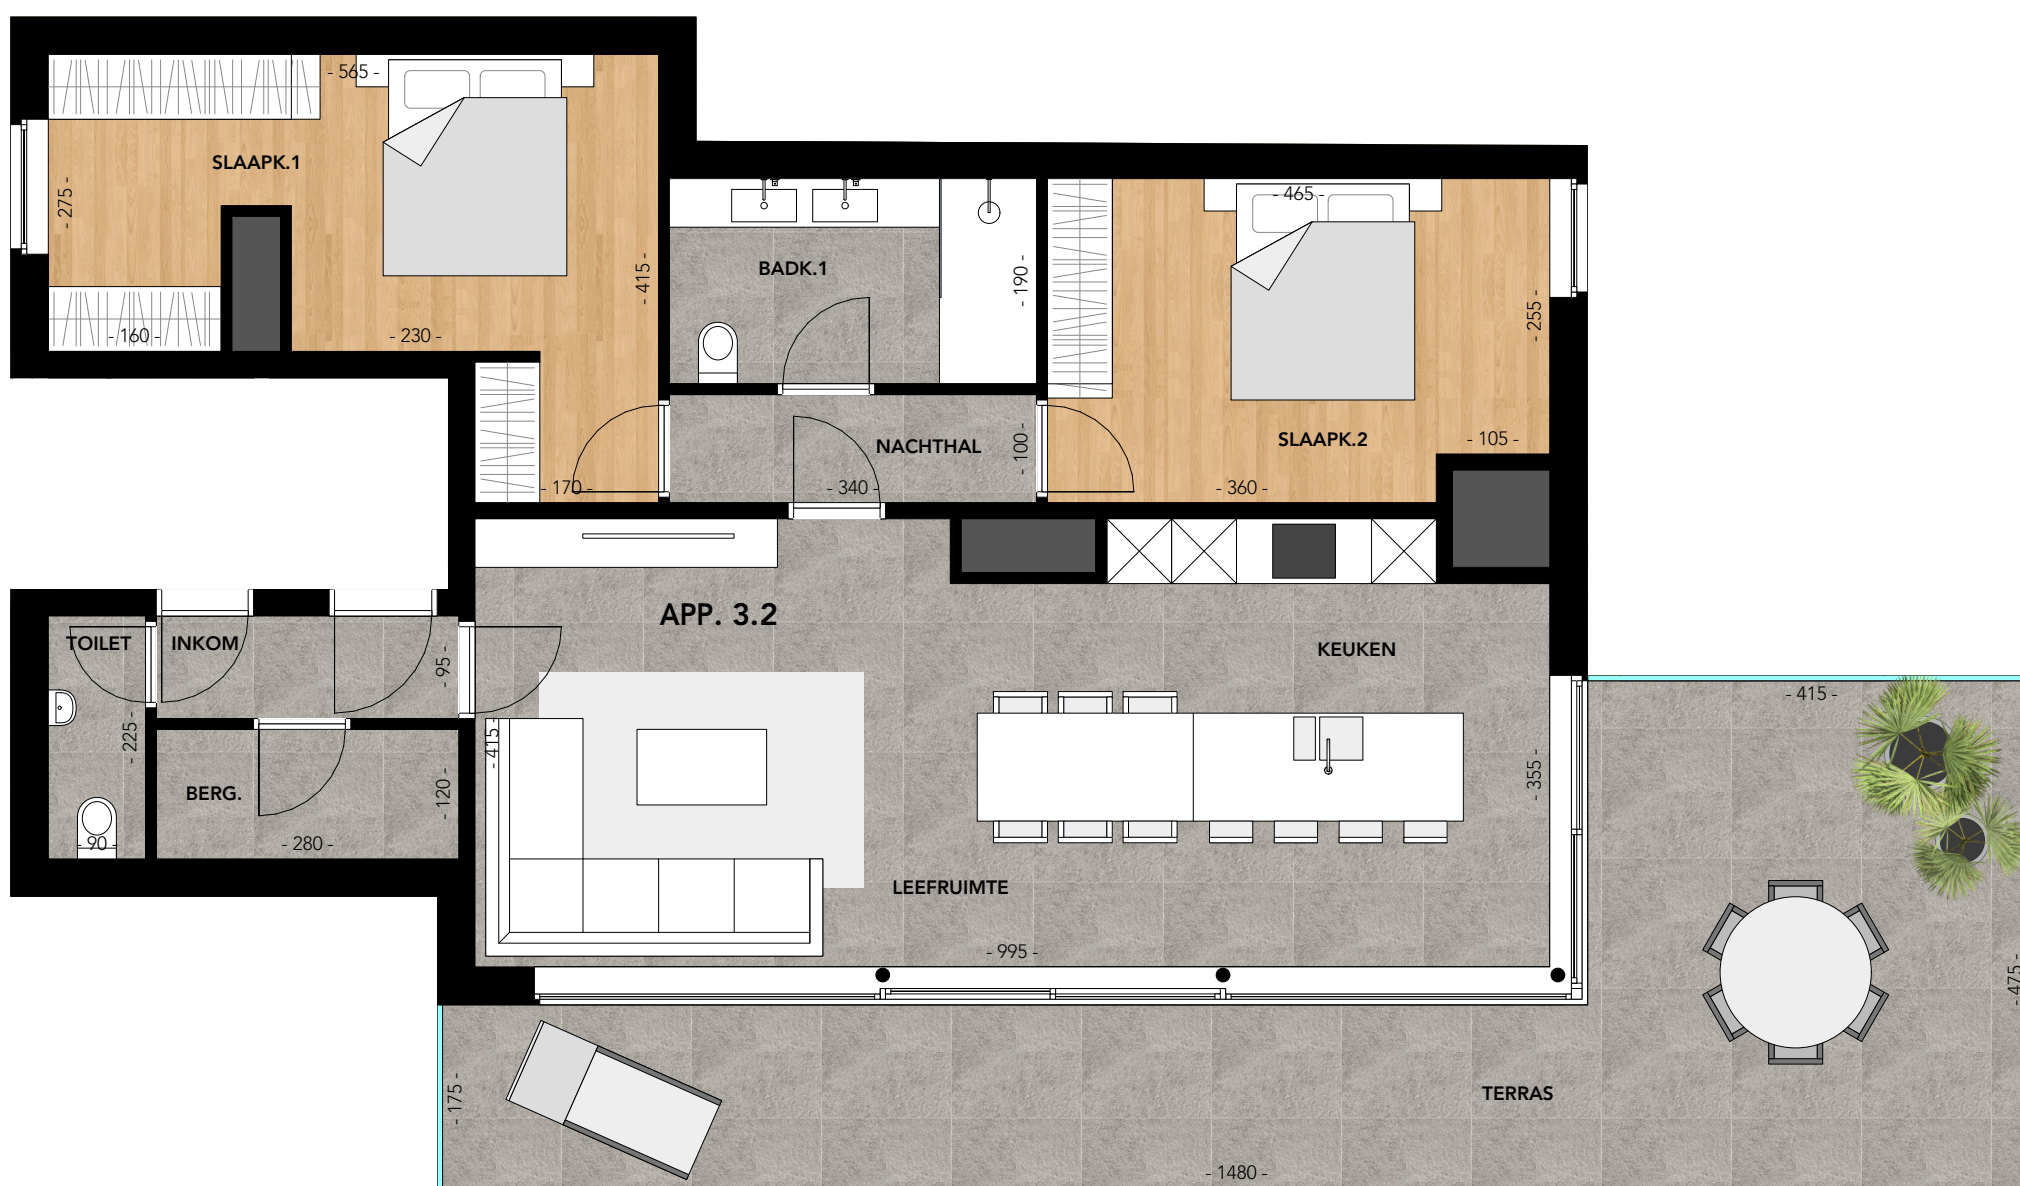 - 565 -
SLAAPK.1
- 275 -
- 465 -
BADK.1
- 415 -
- 190 -
- 255 -
- 160 -
- 230 -
NACHTHAL
- 100 -
SLAAPK.2
- 105 -
- 170 -
- 340 -
- 360 -
APP. 3.2
TOILET
INKOM
- 95 -
KEUKEN
- 415 -
- 225 -
- 415 -
- 355 -
BERG.
- 120 -
- 90 -
- 280 -
LEEFRUIMTE
- 995 -
- 475 -
- 175 -
TERRAS
- 1480 -